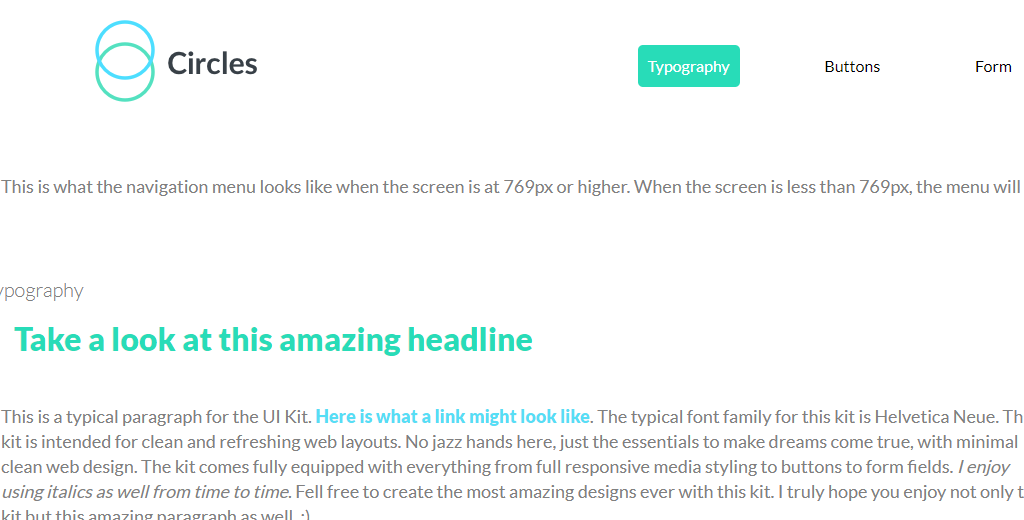 Circles
Typography Buttons Form
This is what the navigation menu looks like when the screen is at 769px or higher. When the screen is less than 769px, the menu will
ypography
Take a look at this amazing headline
This is a typical paragraph for the UI Kit. Here is what a link might look like. The typical font family for this kit is Helvetica Neue. Th
kit is intended for clean and refreshing web layouts. No jazz hands here, just the essentials to make dreams come true, with minimal
clean web design. The kit comes fully equipped with everything from full responsive media styling to buttons to form fields. I enjoy
using italics as well from time to time. Fell free to create the most amazing designs ever with this kit. I truly hope you enjoy not only t
kit but this amazing paragraph as well. :)